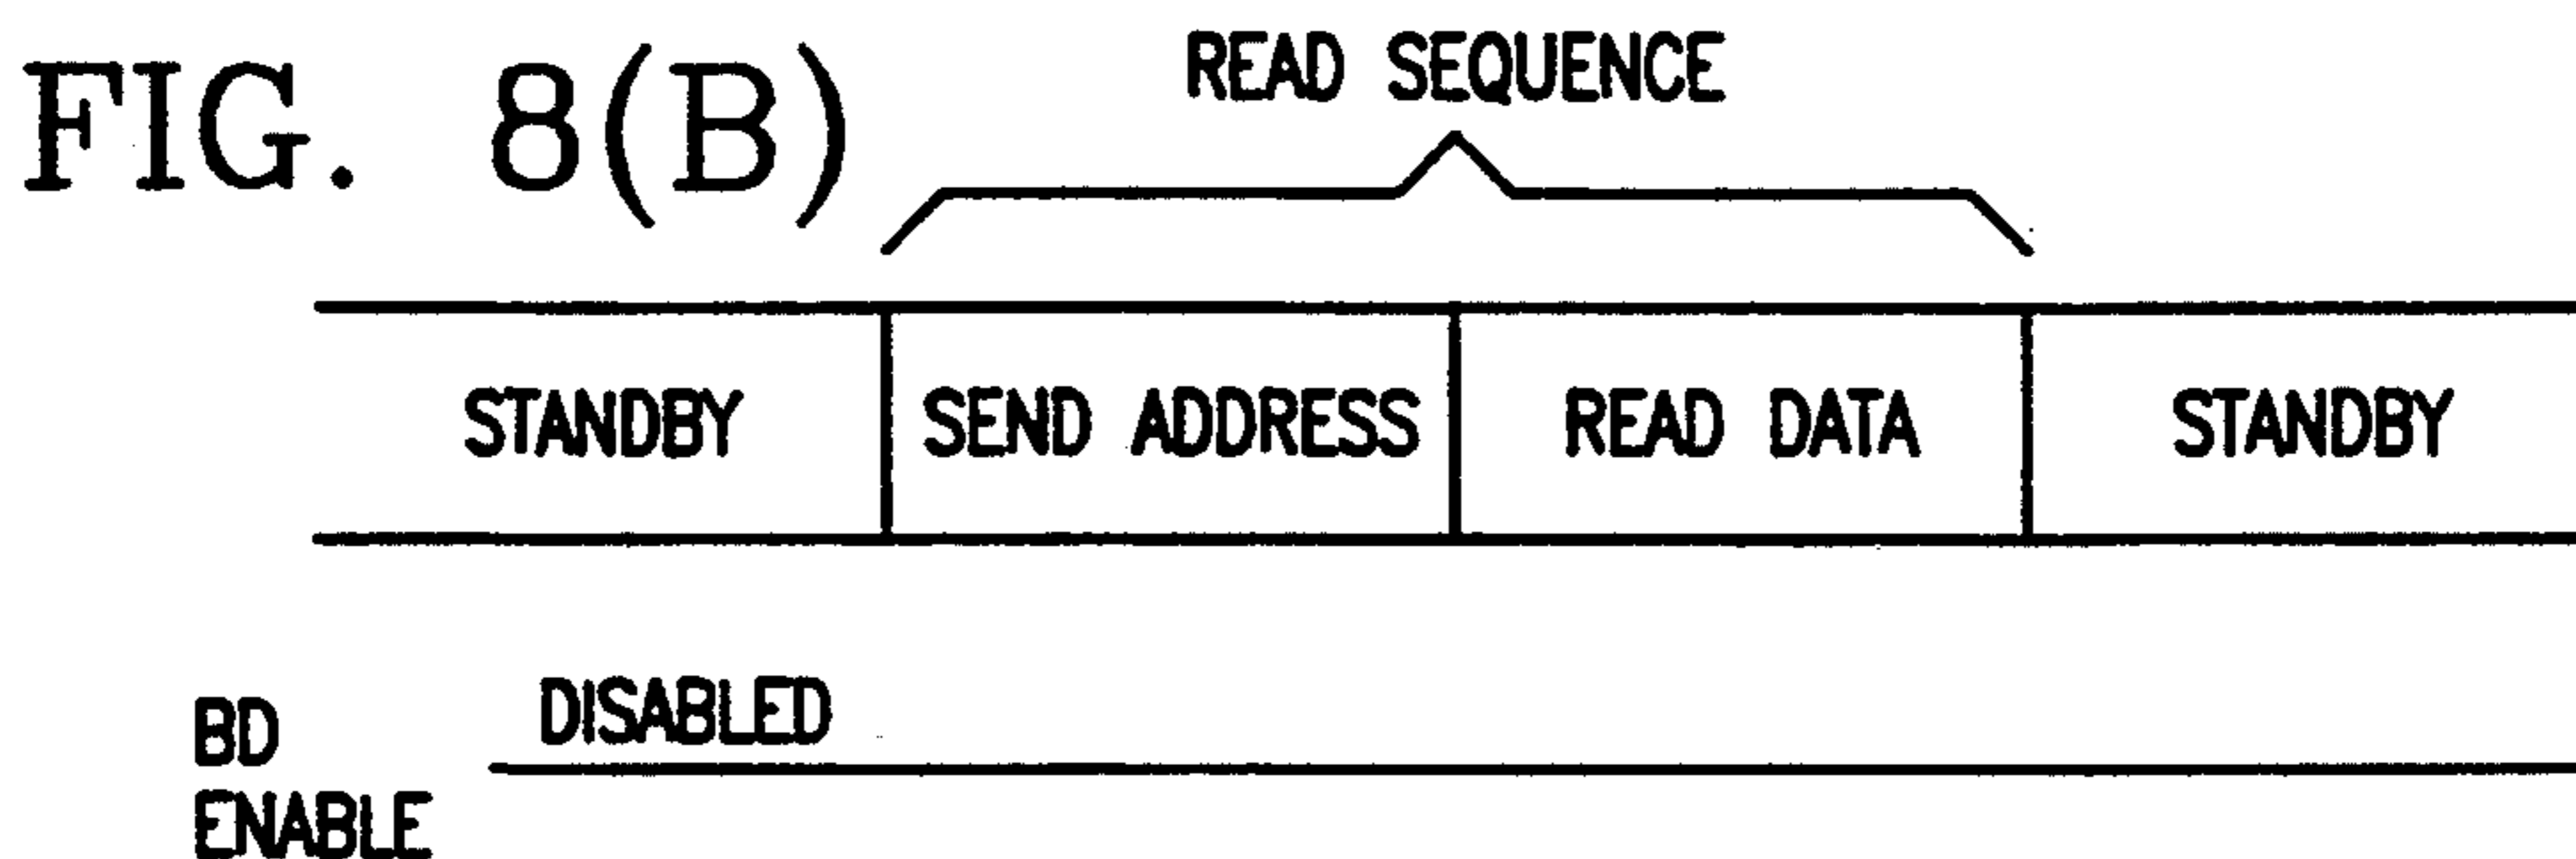 FIG. 8(B)
READ SEQUENCE
STANDBY
SEND ADDRESS
READ DATA
STANDBY
BD
ENABLE
DISABLED